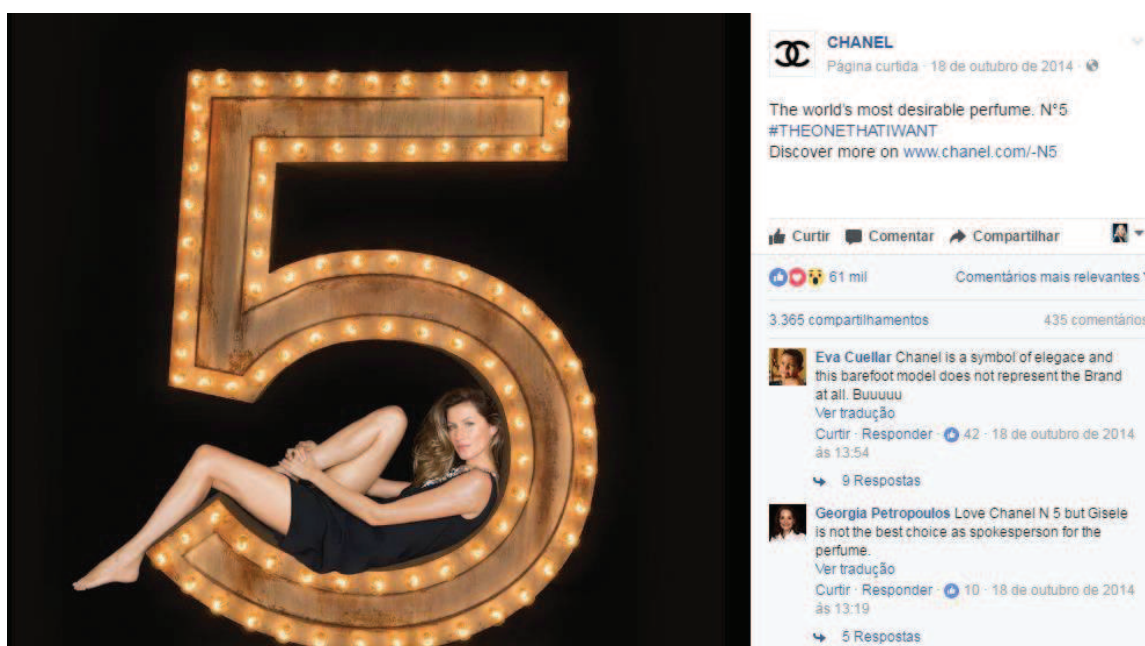 5
CHANEL
Página curtida · 18 de outubro de 2014 ·
The world's most desirable perfume. N°5
#THEONETHATIWANT
Discover more on www.chanel.com/-N5
Curtir Comentar Compartilhar
61 mil Comentários mais relevantes
3.365 compartilhamentos 435 comentários
Eva Cuellar Chanel is a symbol of elegace and
this barefoot model does not represent the Brand
at all. Buuuuu
Ver tradução
Curtir · Responder · 42 · 18 de outubro de 2014
às 13:54
9 Respostas
Georgia Petropoulos Love Chanel N 5 but Gisele
is not the best choice as spokesperson for the
perfume.
Ver tradução
Curtir · Responder · 10 · 18 de outubro de 2014
às 13:19
5 Respostas